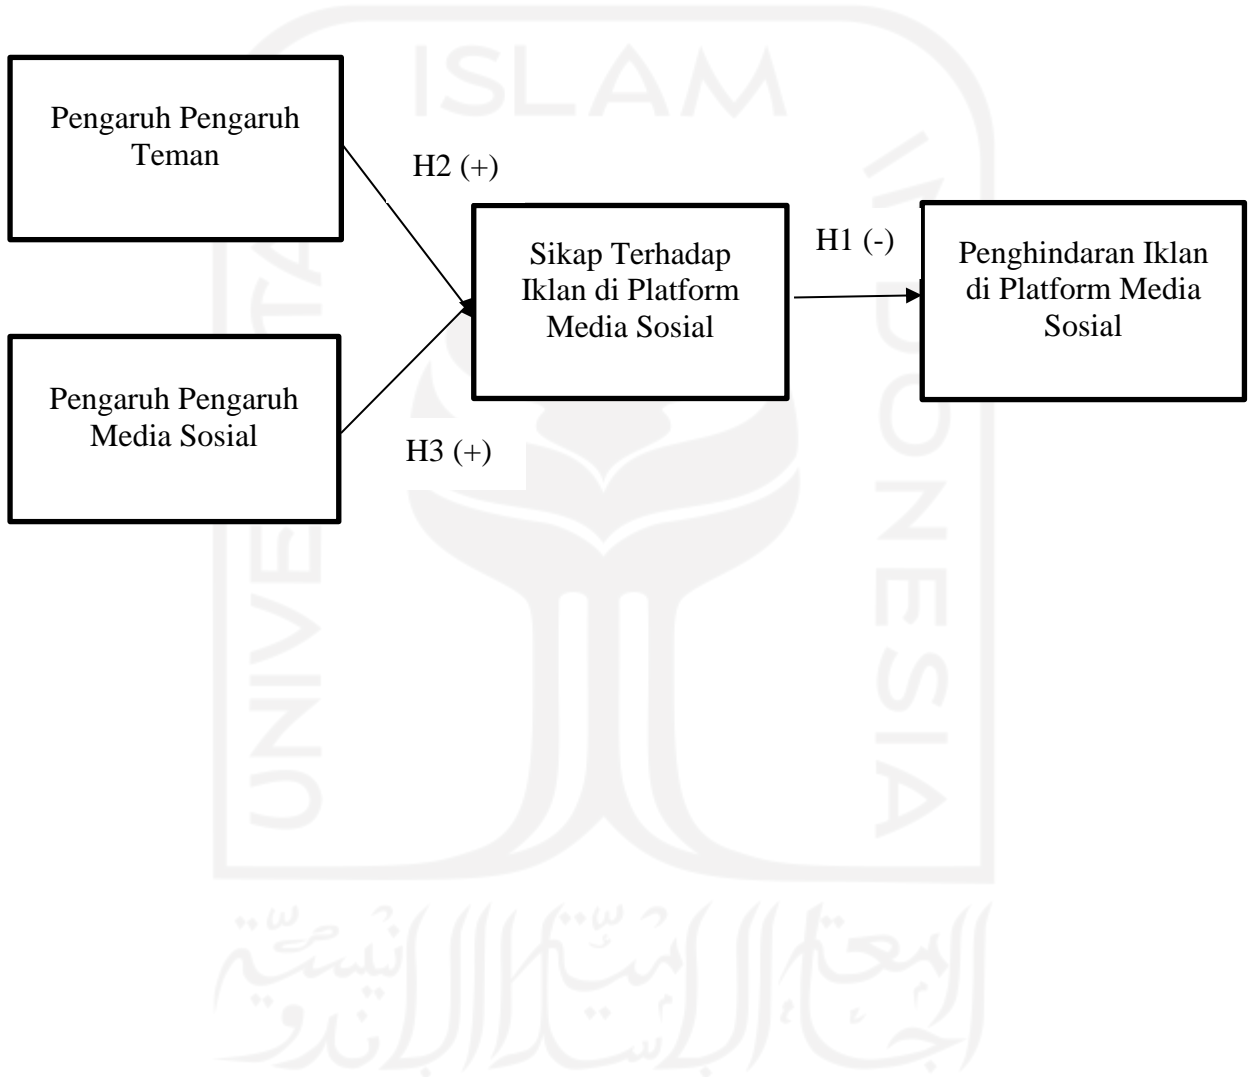 ISLAM
Pengaruh Pengaruh
Teman
H2 (+)
Sikap Terhadap
Iklan di Platform
Media Sosial
H1 (-)
Penghindaran Iklan
di Platform Media
Sosial
Pengaruh Pengaruh
Media Sosial
H3 (+)